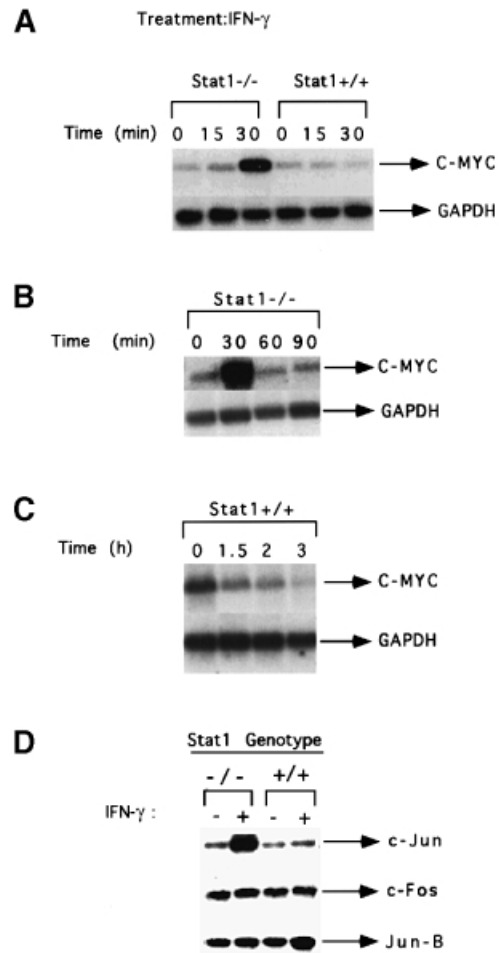 A
Treatment:IFN-γ
Stat1-/- Stat1+/+
Time (min) 0 15 30 0 15 30
C-MYC
GAPDH
B
Stat1-/-
Time (min) 0 30 60 90
C-MYC
GAPDH
C
Stat1+/+
Time (h) 0 1.5 2 3
C-MYC
GAPDH
D
Stat1 Genotype
-/- +/+
IFN-γ : - + - +
c-Jun
c-Fos
Jun-B